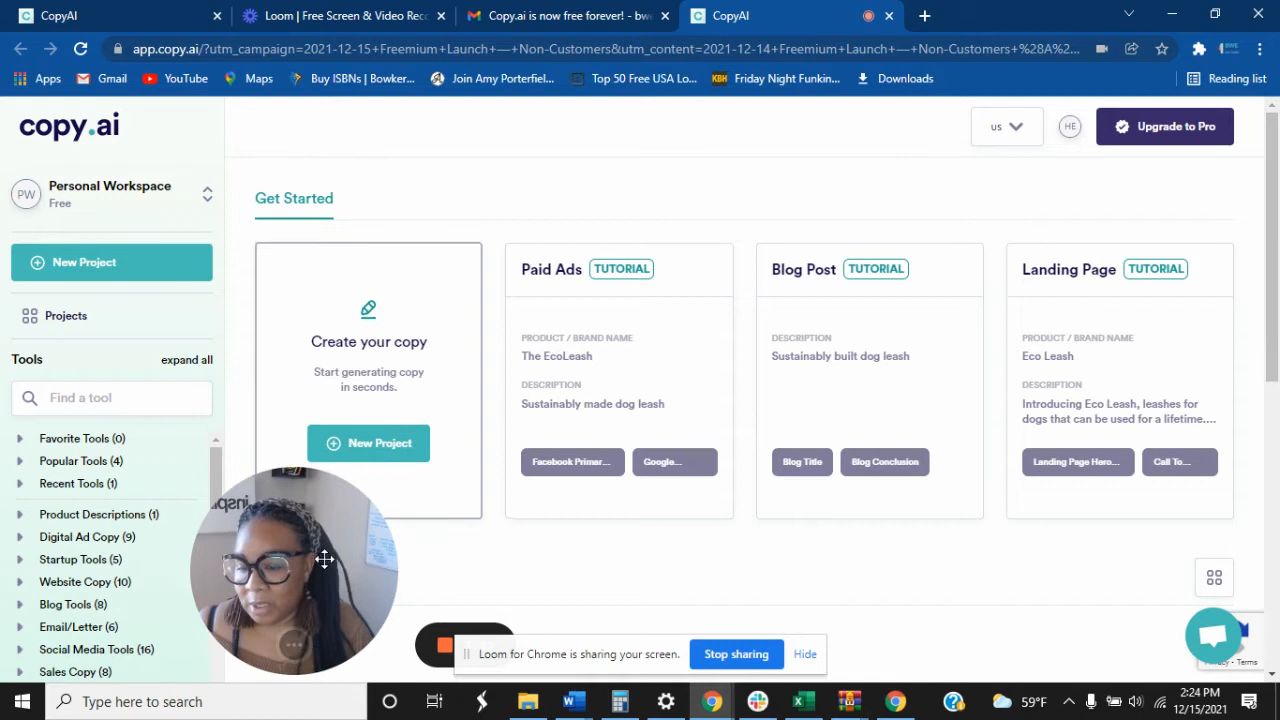 CopyAI
Loom | Free Screen & Video Reco
Copy.ai is now free forever! - bwe
CopyAI
app.copy.ai/?utm_campaign=2021-12-15+Freemium+Launch+—+Non-Customers&utm_content=2021-12-14+Freemium+Launch+—+Non-Customers+%28A%2...
Apps
Gmail
YouTube
Maps
Buy ISBNs | Bowker...
Join Amy Porterfiel...
Top 50 Free USA Lo...
KBH
Friday Night Funkin...
Downloads
Reading list
copy.ai
us
HE
Upgrade to Pro
PW
Personal Workspace
Free
New Project
Projects
Tools
expand all
Find a tool
Favorite Tools (0)
Popular Tools (4)
Recent Tools (1)
Product Descriptions (1)
Digital Ad Copy (9)
Startup Tools (5)
Website Copy (10)
Blog Tools (8)
Email/Letter (6)
Social Media Tools (16)
Sales Copy (8)
Get Started
Create your copy
Start generating copy
in seconds.
New Project
Paid Ads
TUTORIAL
PRODUCT / BRAND NAME
The EcoLeash
DESCRIPTION
Sustainably made dog leash
Facebook Primar...
Google...
Blog Post
TUTORIAL
DESCRIPTION
Sustainably built dog leash
Blog Title
Blog Conclusion
Landing Page
TUTORIAL
PRODUCT / BRAND NAME
Eco Leash
DESCRIPTION
Introducing Eco Leash, leashes for
dogs that can be used for a lifetime....
Landing Page Hero...
Call To...
inspi
Loom for Chrome is sharing your screen.
Stop sharing
Hide
Privacy - Terms
Type here to search
59°F
2:24 PM
12/15/2021